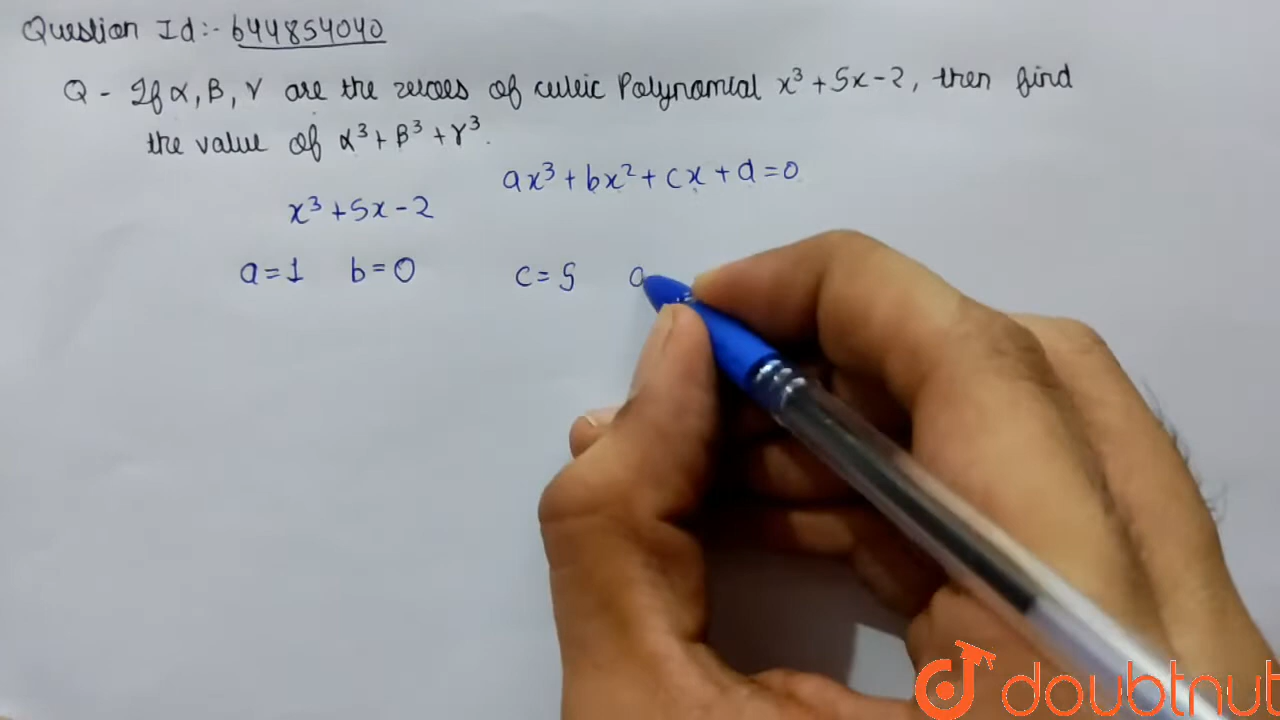 Question Id:- 644854040
Q - If α, β, γ are the zeroes of cubic Polynomial x³ + 5x - 2, then find
the value of α³ + β³ + γ³.
ax³ + bx² + cx + d = 0
x³ + 5x - 2
a = 1 b = 0 c = 5
doubtnut